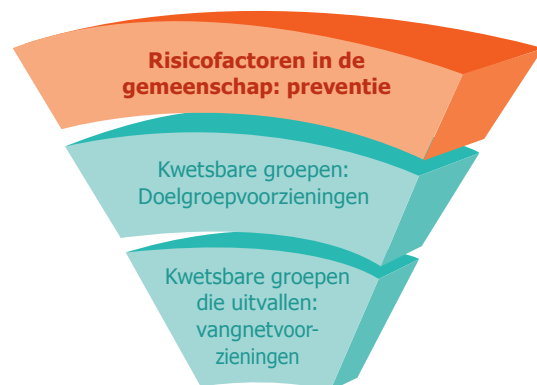 Risicofactoren in de
gemeenschap: preventie
Kwetsbare groepen:
Doelgroepvoorzieningen
Kwetsbare groepen
die uitvallen:
vangnetvoor-
zieningen